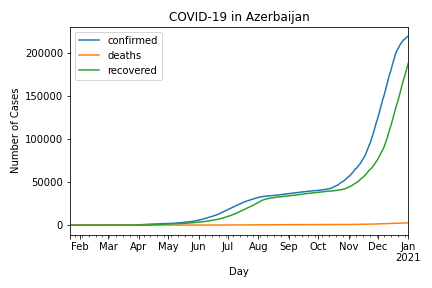 COVID-19 in Azerbaijan
confirmed
deaths
recovered
Number of Cases
200000
150000
100000
50000
0
Feb Mar Apr May Jun Jul Aug Sep Oct Nov Dec Jan
2021
Day